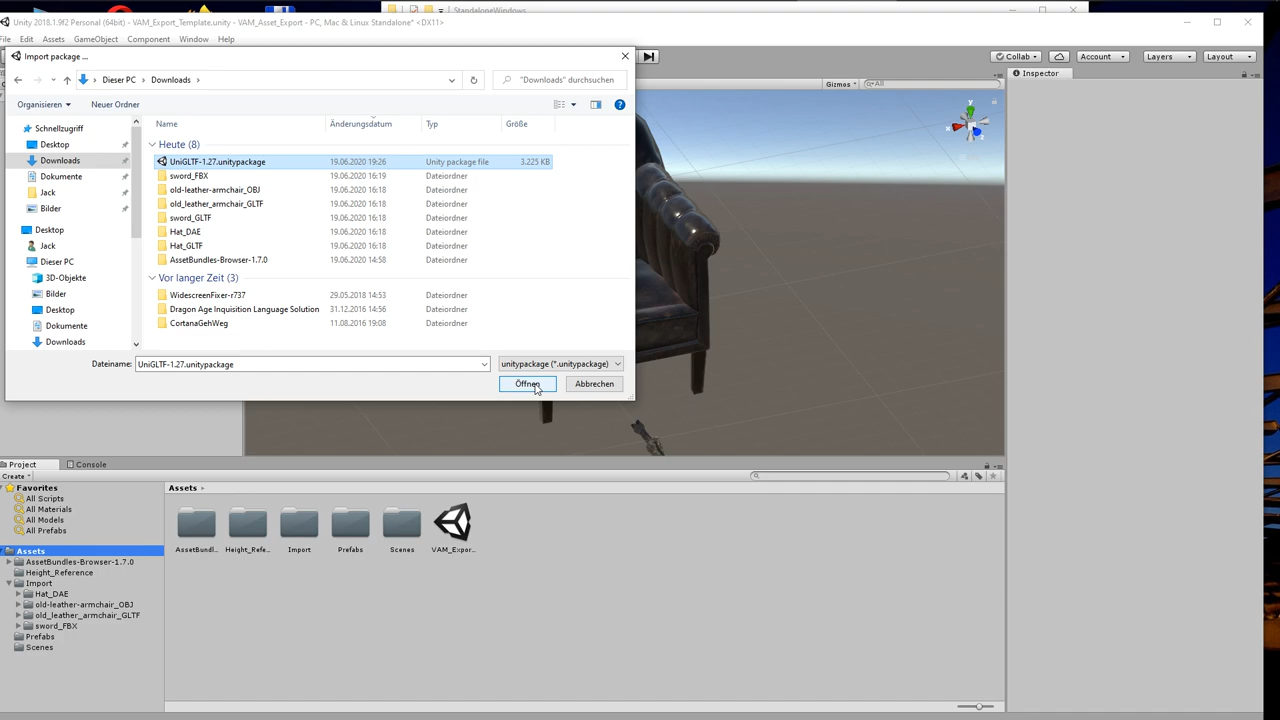 StandaloneWindows
Unity 2018.1.9f2 Personal (64bit) - VAM_Export_Template.unity - VAM_Asset_Export - PC, Mac & Linux Standalone* <DX11>
File Edit Assets GameObject Component Window Help
Import package ...
Collab Account Layers Layout
Dieser PC > Downloads >
"Downloads" durchsuchen
Gizmos
All
Inspector
Organisieren Neuer Ordner
Name Änderungsdatum Typ Größe
Schnellzugriff
Desktop
Downloads
Dokumente
Jack
Bilder
Desktop
Jack
Dieser PC
3D-Objekte
Bilder
Desktop
Dokumente
Downloads
Heute (8)
UniGLTF-1.27.unitypackage 19.06.2020 19:26 Unity package file 3.225 KB
sword_FBX 19.06.2020 16:19 Dateiordner
old-leather-armchair_OBJ 19.06.2020 16:18 Dateiordner
old_leather_armchair_GLTF 19.06.2020 16:18 Dateiordner
sword_GLTF 19.06.2020 16:18 Dateiordner
Hat_DAE 19.06.2020 16:18 Dateiordner
Hat_GLTF 19.06.2020 16:18 Dateiordner
AssetBundles-Browser-1.7.0 19.06.2020 14:58 Dateiordner
Vor langer Zeit (3)
WidescreenFixer-r737 29.05.2018 14:53 Dateiordner
Dragon Age Inquisition Language Solution 31.12.2016 14:56 Dateiordner
CortanaGehWeg 11.08.2016 19:08 Dateiordner
Dateiname: UniGLTF-1.27.unitypackage
unitypackage (*.unitypackage)
Öffnen Abbrechen
y
x
z
Project Console
Create
Favorites
All Scripts
All Materials
All Models
All Prefabs
Assets
AssetBundles-Browser-1.7.0
Height_Reference
Import
Hat_DAE
old-leather-armchair_OBJ
old_leather_armchair_GLTF
sword_FBX
Prefabs
Scenes
Assets
AssetBundl... Height_Refe... Import Prefabs Scenes VAM_Expor...